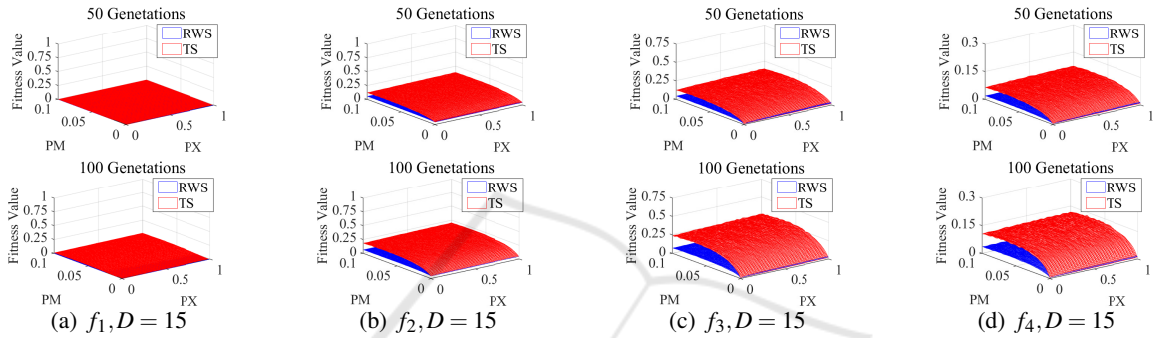 50 Genetations
RWS
TS
Fitness Value
1
0.75
0.5
0.25
0
0.1
0.05
0
0
0.5
1
PM
PX
50 Genetations
RWS
TS
Fitness Value
1
0.75
0.5
0.25
0
0.1
0.05
0
0
0.5
1
PM
PX
50 Genetations
RWS
TS
Fitness Value
0.75
0.5
0.25
0
0.1
0.05
0
0
0.5
1
PM
PX
50 Genetations
RWS
TS
Fitness Value
0.3
0.15
0
0.1
0.05
0
0
0.5
1
PM
PX
100 Genetations
RWS
TS
Fitness Value
1
0.75
0.5
0.25
0
0.1
0.05
0
0
0.5
1
PM
PX
100 Genetations
RWS
TS
Fitness Value
1
0.75
0.5
0.25
0
0.1
0.05
0
0
0.5
1
PM
PX
100 Genetations
RWS
TS
Fitness Value
0.75
0.5
0.25
0
0.1
0.05
0
0
0.5
1
PM
PX
100 Genetations
RWS
TS
Fitness Value
0.3
0.15
0
0.1
0.05
0
0
0.5
1
PM
PX
(a) f₁, D = 15
(b) f₂, D = 15
(c) f₃, D = 15
(d) f₄, D = 15